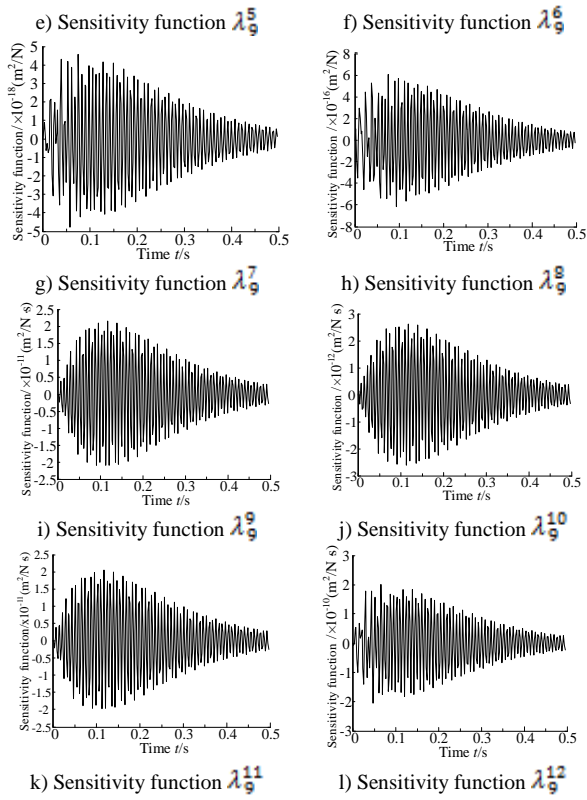 e) Sensitivity function λ₉⁵
f) Sensitivity function λ₉⁶
Sensitivity function/×10⁻¹⁸(m²/N)
5
4
3
2
1
0
-1
-2
-3
-4
-5
0 0.1 0.2 0.3 0.4 0.5
Time t/s
Sensitivity function /×10⁻¹⁶(m²/N)
8
6
4
2
0
-2
-4
-6
-8
0 0.1 0.2 0.3 0.4 0.5
Time t/s
g) Sensitivity function λ₉⁷
h) Sensitivity function λ₉⁸
Sensitivity function/×10⁻¹¹(m²/N s)
2.5
2
1.5
1
0.5
0
-0.5
-1
-1.5
-2
-2.5
0 0.1 0.2 0.3 0.4 0.5
Time t/s
Sensitivity function /×10⁻¹²(m²/N s)
3
2
1
0
-1
-2
-3
0 0.1 0.2 0.3 0.4 0.5
Time t/s
i) Sensitivity function λ₉⁹
j) Sensitivity function λ₉¹⁰
Sensitivity function/×10⁻¹¹(m²/N s)
2.5
2
1.5
1
0.5
0
-0.5
-1
-1.5
-2
-2.5
0 0.1 0.2 0.3 0.4 0.5
Time t/s
Sensitivity function /×10⁻¹⁰(m²/N s)
3
2
1
0
-1
-2
-3
0 0.1 0.2 0.3 0.4 0.5
Time t/s
k) Sensitivity function λ₉¹¹
l) Sensitivity function λ₉¹²